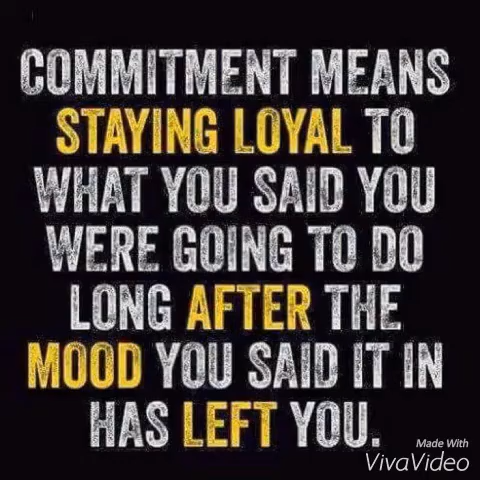 COMMITMENT MEANS
STAYING LOYAL TO
WHAT YOU SAID YOU
WERE GOING TO DO
LONG AFTER THE
MOOD YOU SAID IT IN
HAS LEFT YOU.
Made With
VivaVideo